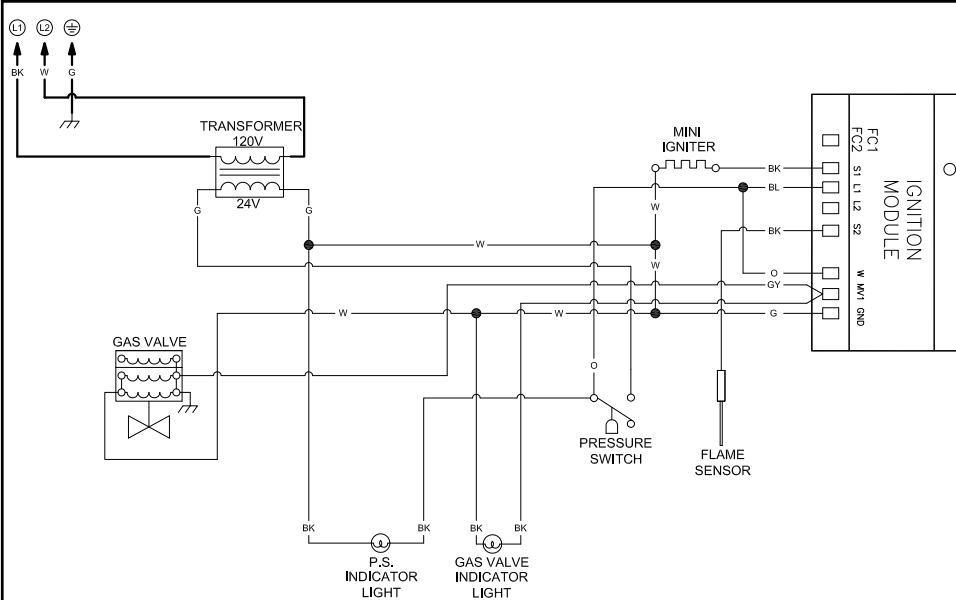 L1 L2
BK W G
TRANSFORMER
120V
24V
G G
MINI
IGNITER
BK
BL
W
BK
W
W
O
GY
W
W
G
FC1
FC2
S1
L1
L2
S2
W
MV1
GND
IGNITION
MODULE
GAS VALVE
O
PRESSURE
SWITCH
FLAME
SENSOR
BK BK BK BK
P.S.
INDICATOR
LIGHT
GAS VALVE
INDICATOR
LIGHT